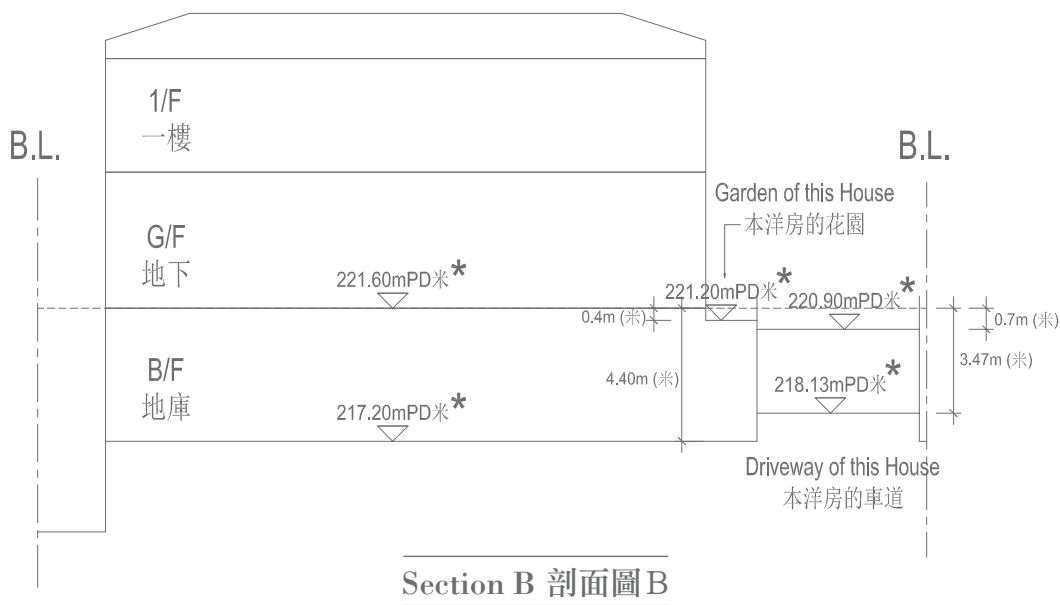 1/F
一樓
B.L.
B.L.
Garden of this House
本洋房的花園
G/F
地下
221.60mPD米*
221.20mPD米*
220.90mPD米*
0.4m (米)
0.7m (米)
3.47m (米)
4.40m (米)
B/F
地庫
217.20mPD米*
218.13mPD米*
Driveway of this House
本洋房的車道
Section B 剖面圖B